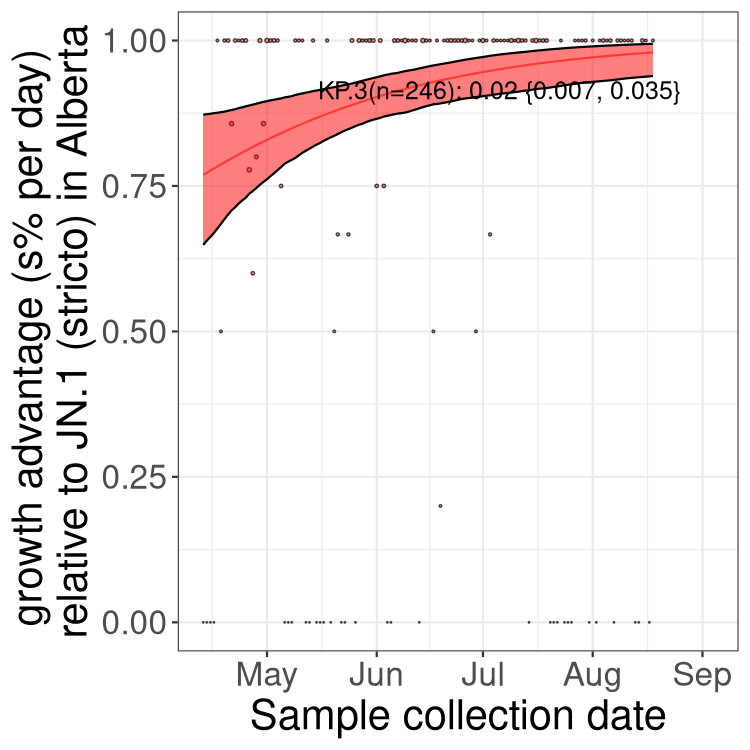 growth advantage (s% per day)
relative to JN.1 (stricto) in Alberta
1.00
0.75
0.50
0.25
0.00
KP.3(n=246): 0.02 {0.007, 0.035}
May Jun Jul Aug Sep
Sample collection date